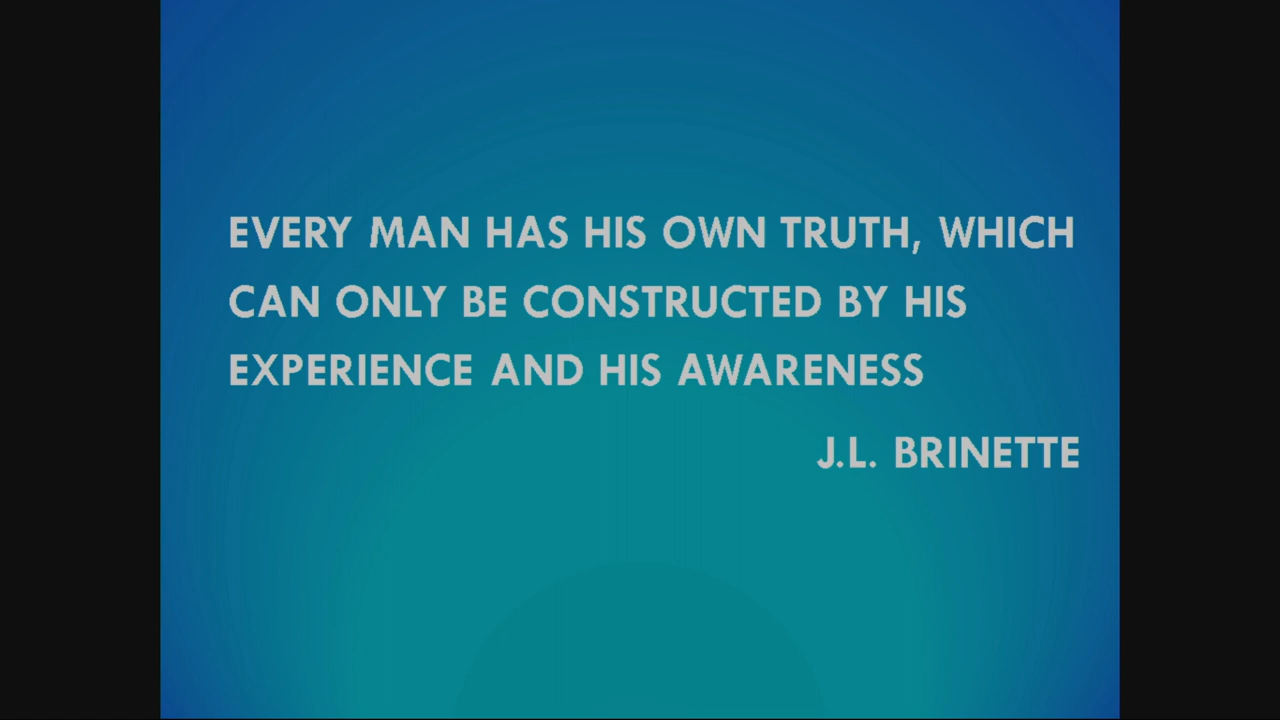 EVERY MAN HAS HIS OWN TRUTH, WHICH
CAN ONLY BE CONSTRUCTED BY HIS
EXPERIENCE AND HIS AWARENESS
J.L. BRINETTE